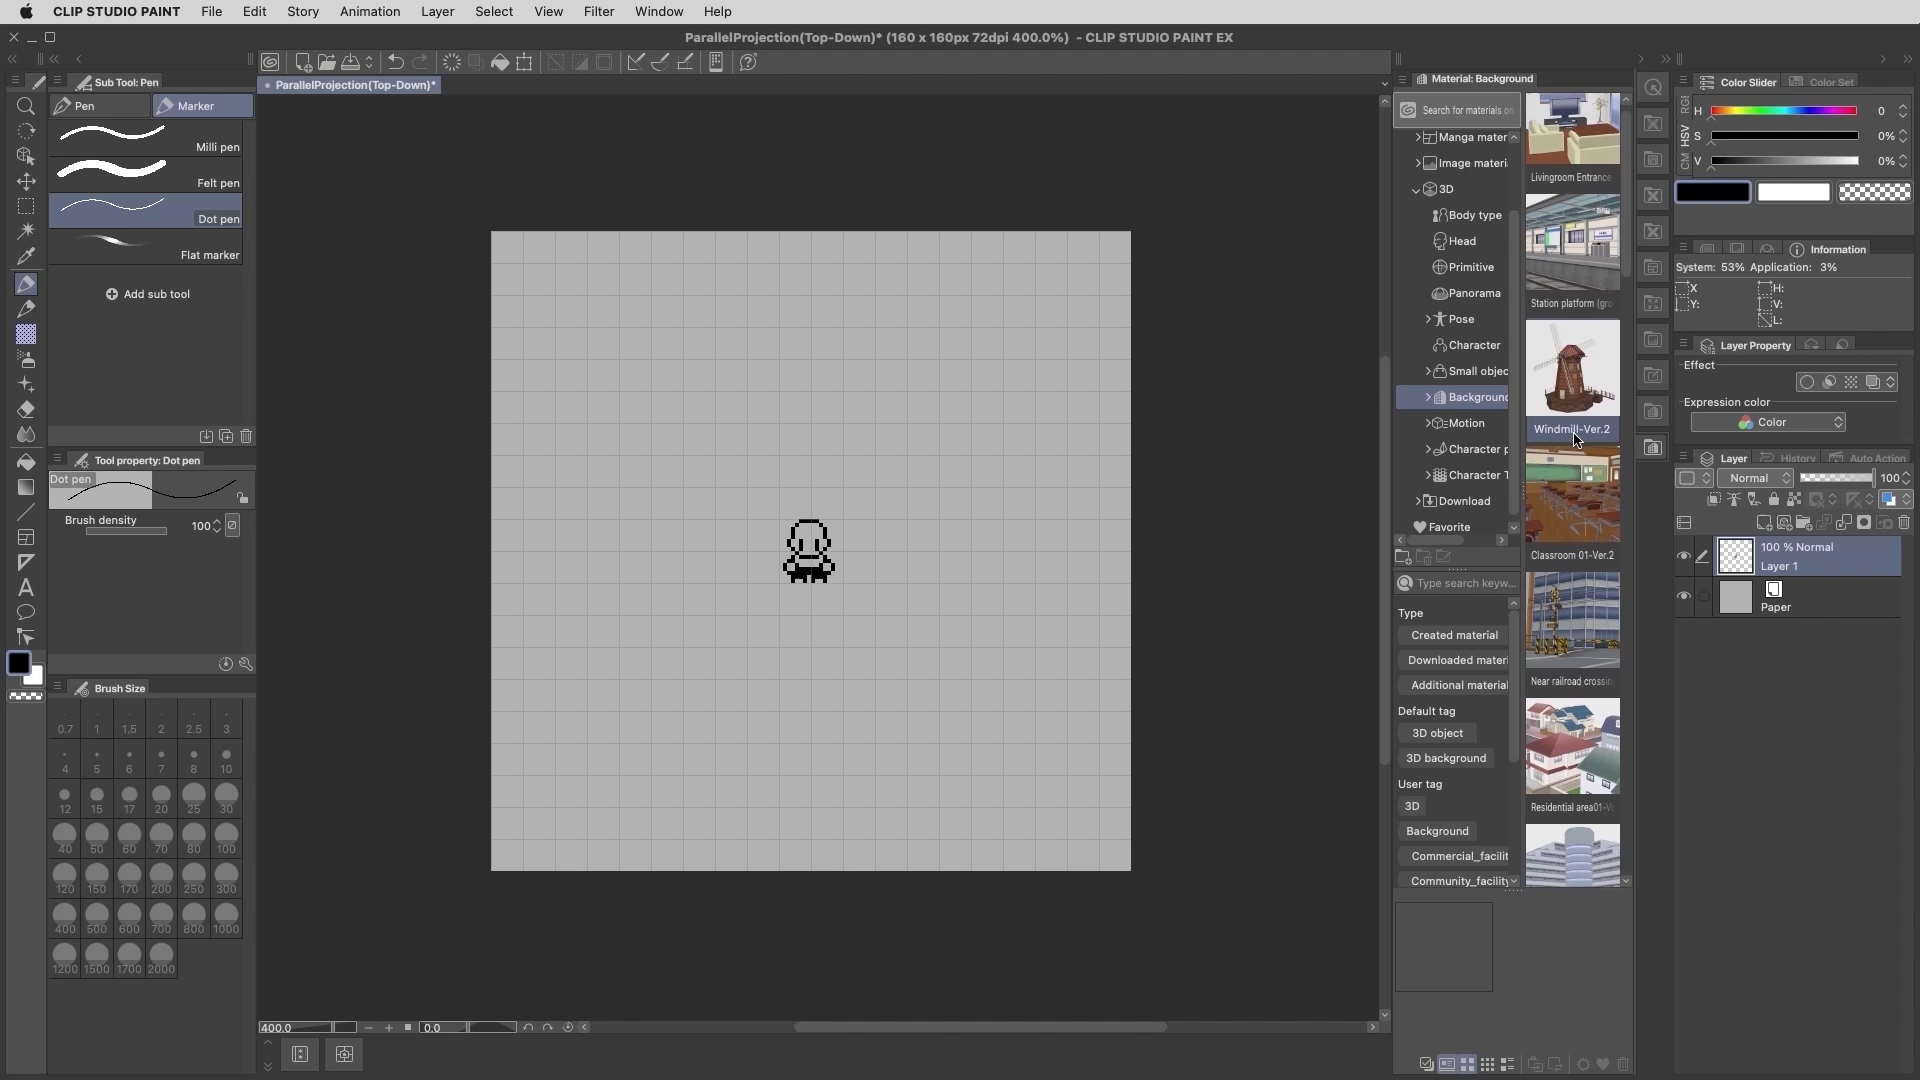 CLIP STUDIO PAINT File Edit Story Animation Layer Select View Filter Window Help
ParallelProjection(Top-Down)* (160 x 160px 72dpi 400.0%) - CLIP STUDIO PAINT EX
ParallelProjection(Top-Down)*
Sub Tool: Pen
Pen
Marker
Milli pen
Felt pen
Dot pen
Flat marker
Add sub tool
Tool property: Dot pen
Dot pen
Brush density 100
Brush Size
0.7 1 1.5 2 2.5 3
4 5 6 7 8 10
12 15 17 20 25 30
40 50 60 70 80 100
120 150 170 200 250 300
400 500 600 700 800 1000
1200 1500 1700 2000
400.0
0.0
Material: Background
Search for materials on
Manga mater
Image materi
3D
Body type
Head
Primitive
Panorama
Pose
Character
Small objec
Background
Motion
Character p
Character T
Download
Favorite
Type search keyw...
Type
Created material
Downloaded materi
Additional material
Default tag
3D object
3D background
User tag
3D
Background
Commercial_facilit
Community_facility
Livingroom Entrance
Station platform (gro
Windmill-Ver.2
Classroom 01-Ver.2
Near railroad crossin
Residential area01-Ve
Color Slider
Color Set
RGB
HSV
CM
H 0
S 0%
V 0%
Information
System: 53% Application: 3%
X H:
Y: V:
L:
Layer Property
Effect
Expression color
Color
Layer
History
Auto Action
Normal 100
100 % Normal
Layer 1
Paper